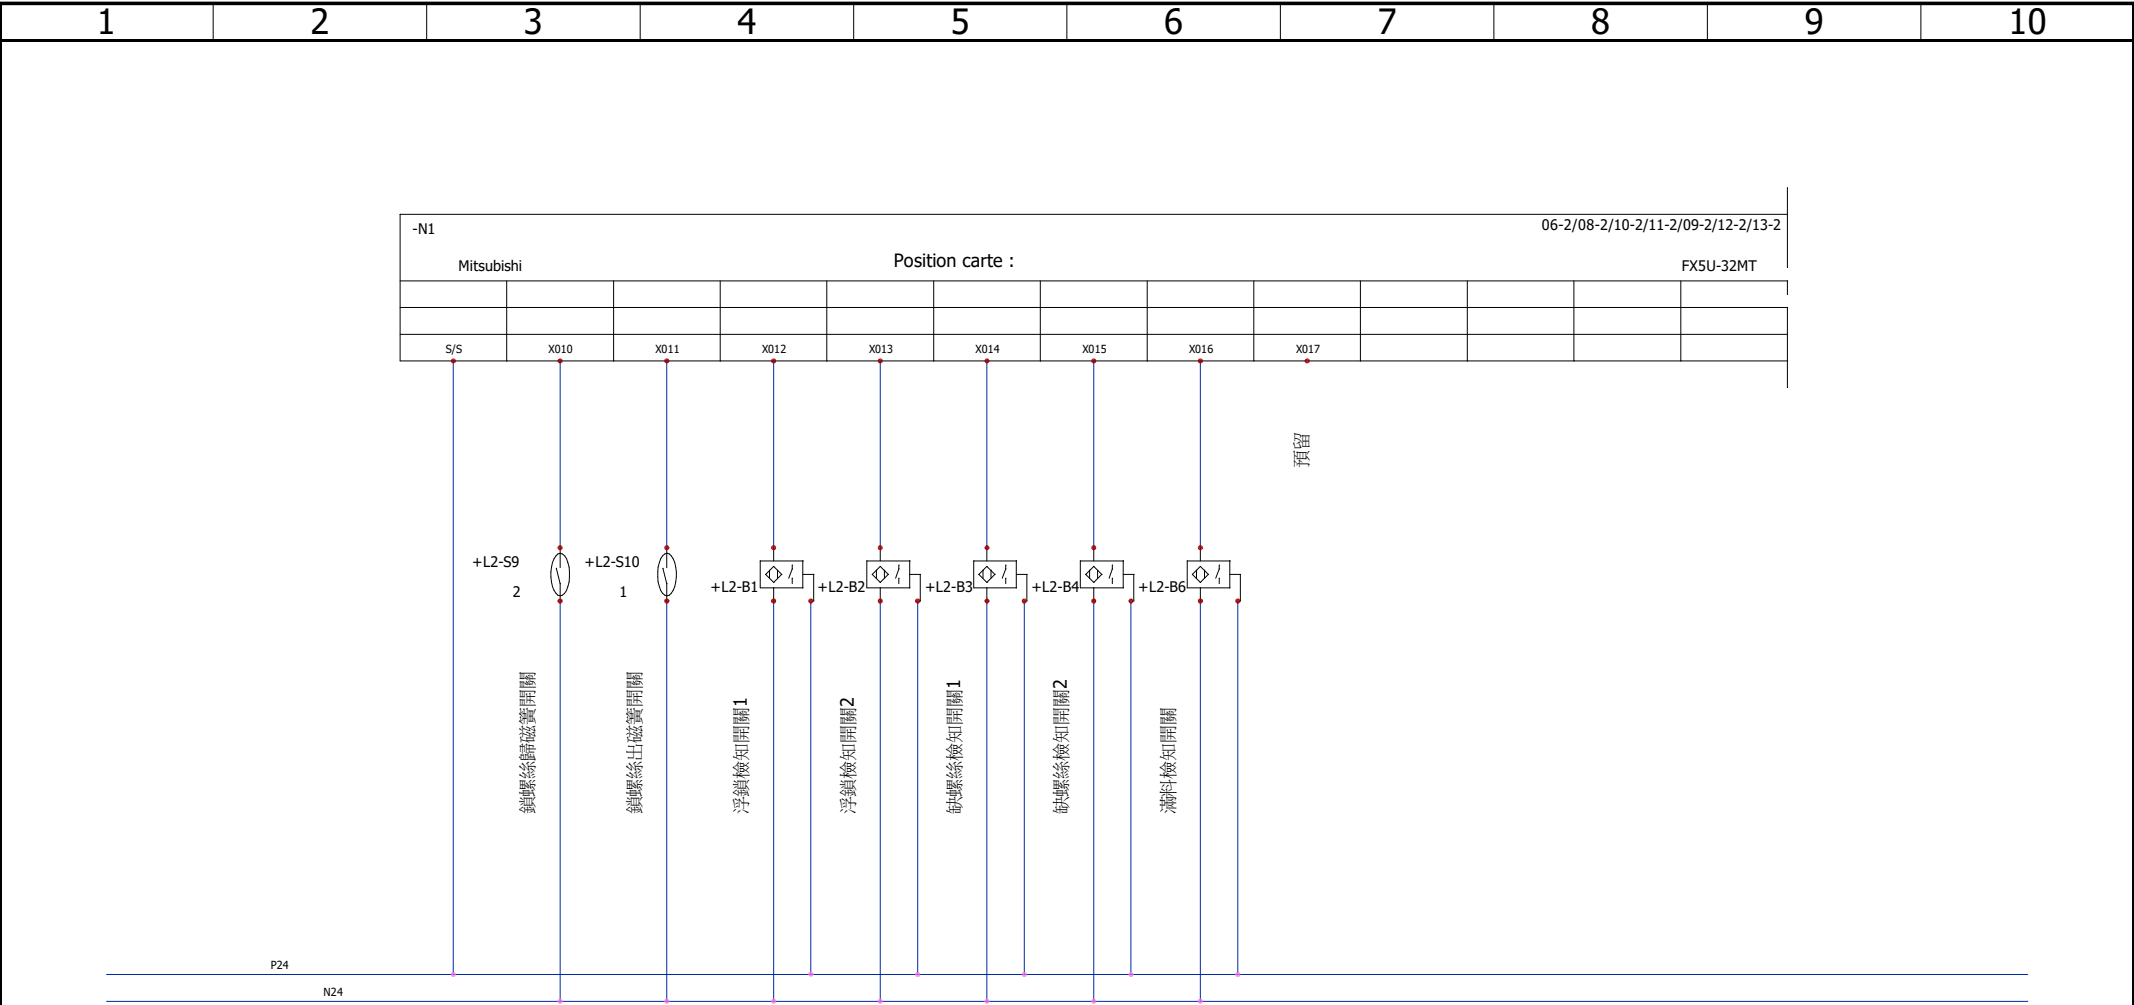 1 2 3 4 5 6 7 8 9 10
-N1 06-2/08-2/10-2/11-2/09-2/12-2/13-2
Mitsubishi Position carte : FX5U-32MT
S/S X010 X011 X012 X013 X014 X015 X016 X017
預留
+L2-S9
2
+L2-S10
1
+L2-B1
+L2-B2
+L2-B3
+L2-B4
+L2-B6
鎖螺絲歸磁簧開關
鎖螺絲出磁簧開關
浮鎖檢知開關1
浮鎖檢知開關2
缺螺絲檢知開關1
缺螺絲檢知開關2
滿料檢知開關
P24
N24